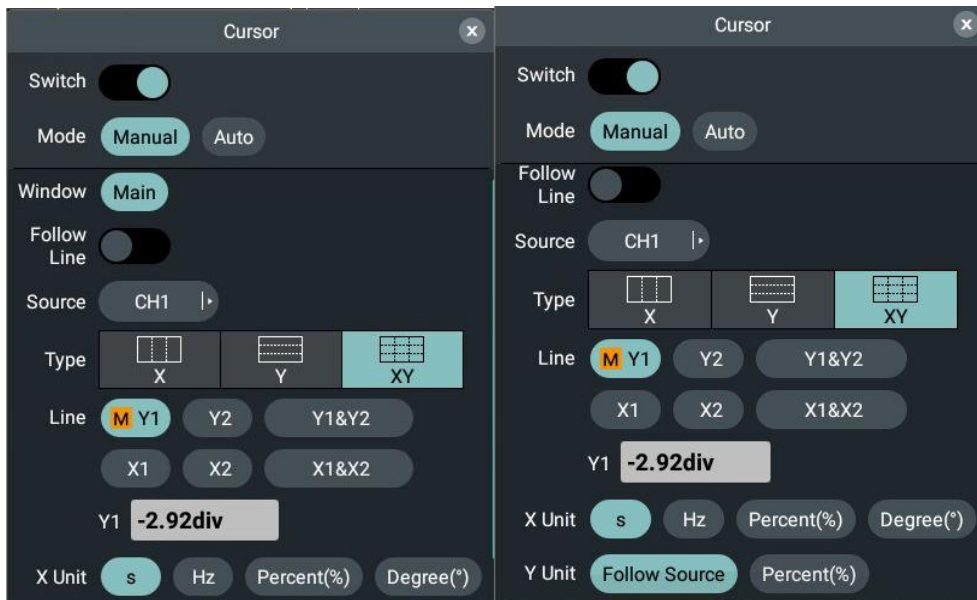 Cursor x
Switch
Mode Manual Auto
Window Main
Follow
Line
Source CH1
Type X Y XY
Line M Y1 Y2 Y1&Y2
X1 X2 X1&X2
Y1 -2.92div
X Unit s Hz Percent(%) Degree(°)
Cursor x
Switch
Mode Manual Auto
Follow
Line
Source CH1
Type X Y XY
Line M Y1 Y2 Y1&Y2
X1 X2 X1&X2
Y1 -2.92div
X Unit s Hz Percent(%) Degree(°)
Y Unit Follow Source Percent(%)